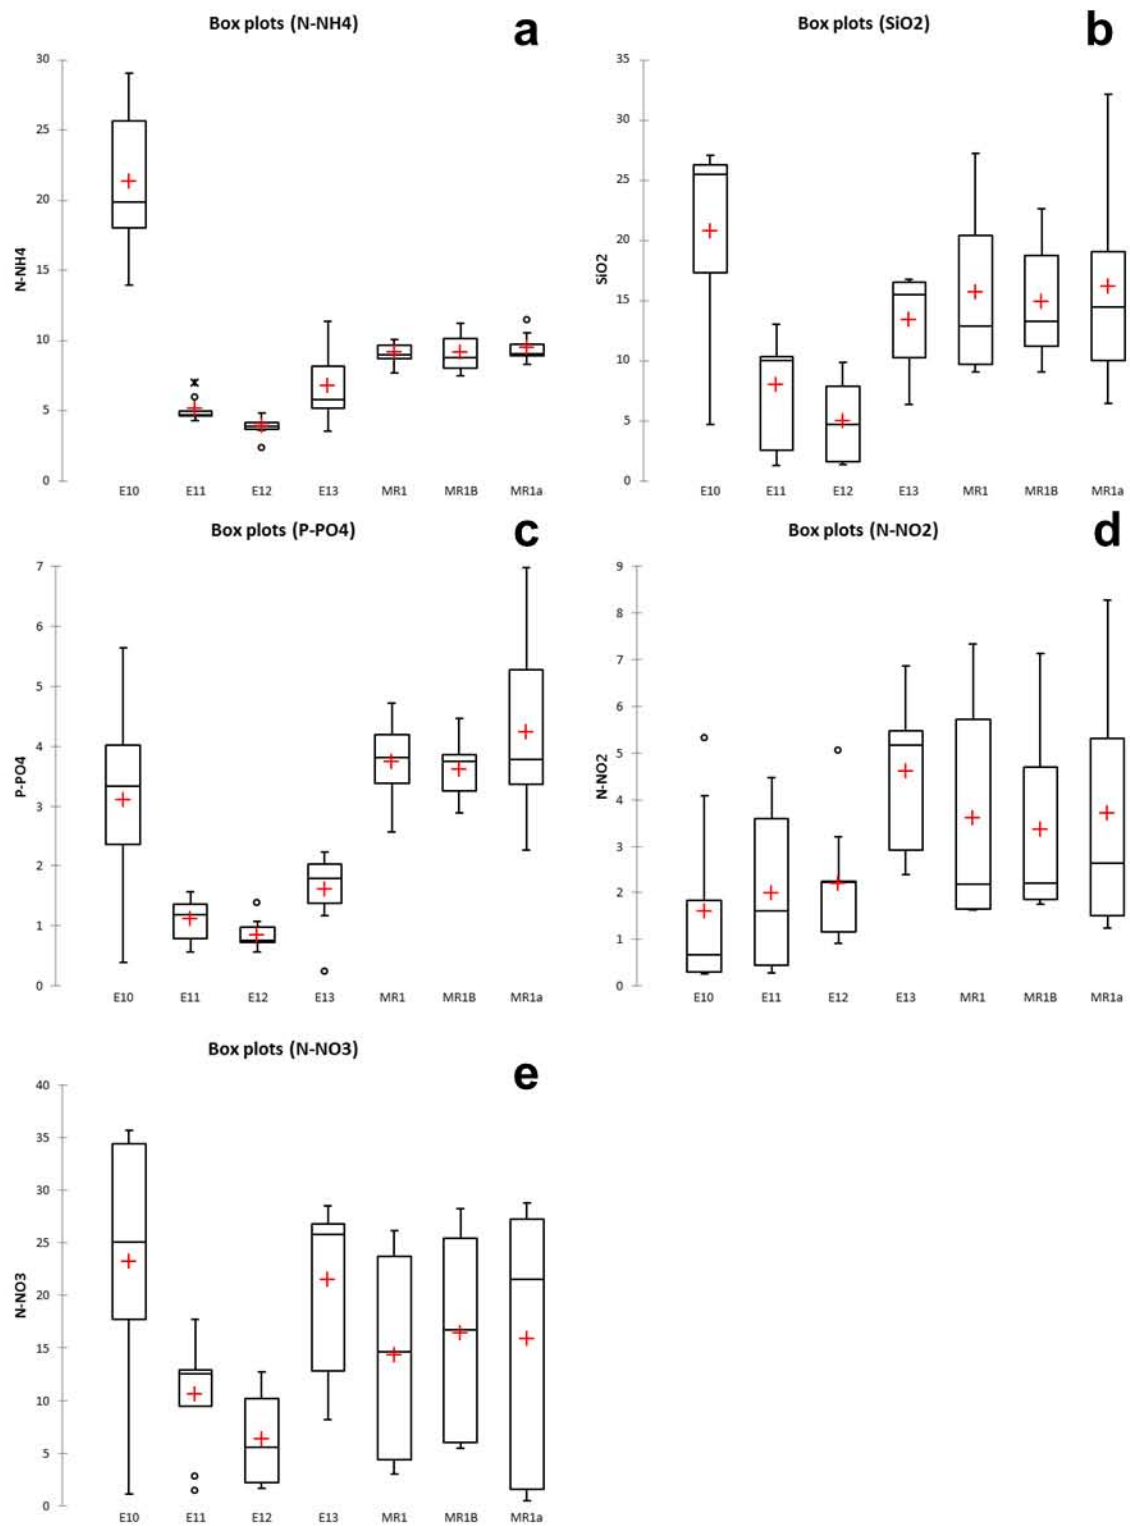 Box plots (N-NH4)
a
N-NH4
30
25
20
15
10
5
0
E10 E11 E12 E13 MR1 MR1B MR1a
Box plots (SiO2)
b
SiO2
35
30
25
20
15
10
5
0
E10 E11 E12 E13 MR1 MR1B MR1a
Box plots (P-PO4)
c
P-PO4
7
6
5
4
3
2
1
0
E10 E11 E12 E13 MR1 MR1B MR1a
Box plots (N-NO2)
d
N-NO2
9
8
7
6
5
4
3
2
1
0
E10 E11 E12 E13 MR1 MR1B MR1a
Box plots (N-NO3)
e
N-NO3
40
35
30
25
20
15
10
5
0
E10 E11 E12 E13 MR1 MR1B MR1a